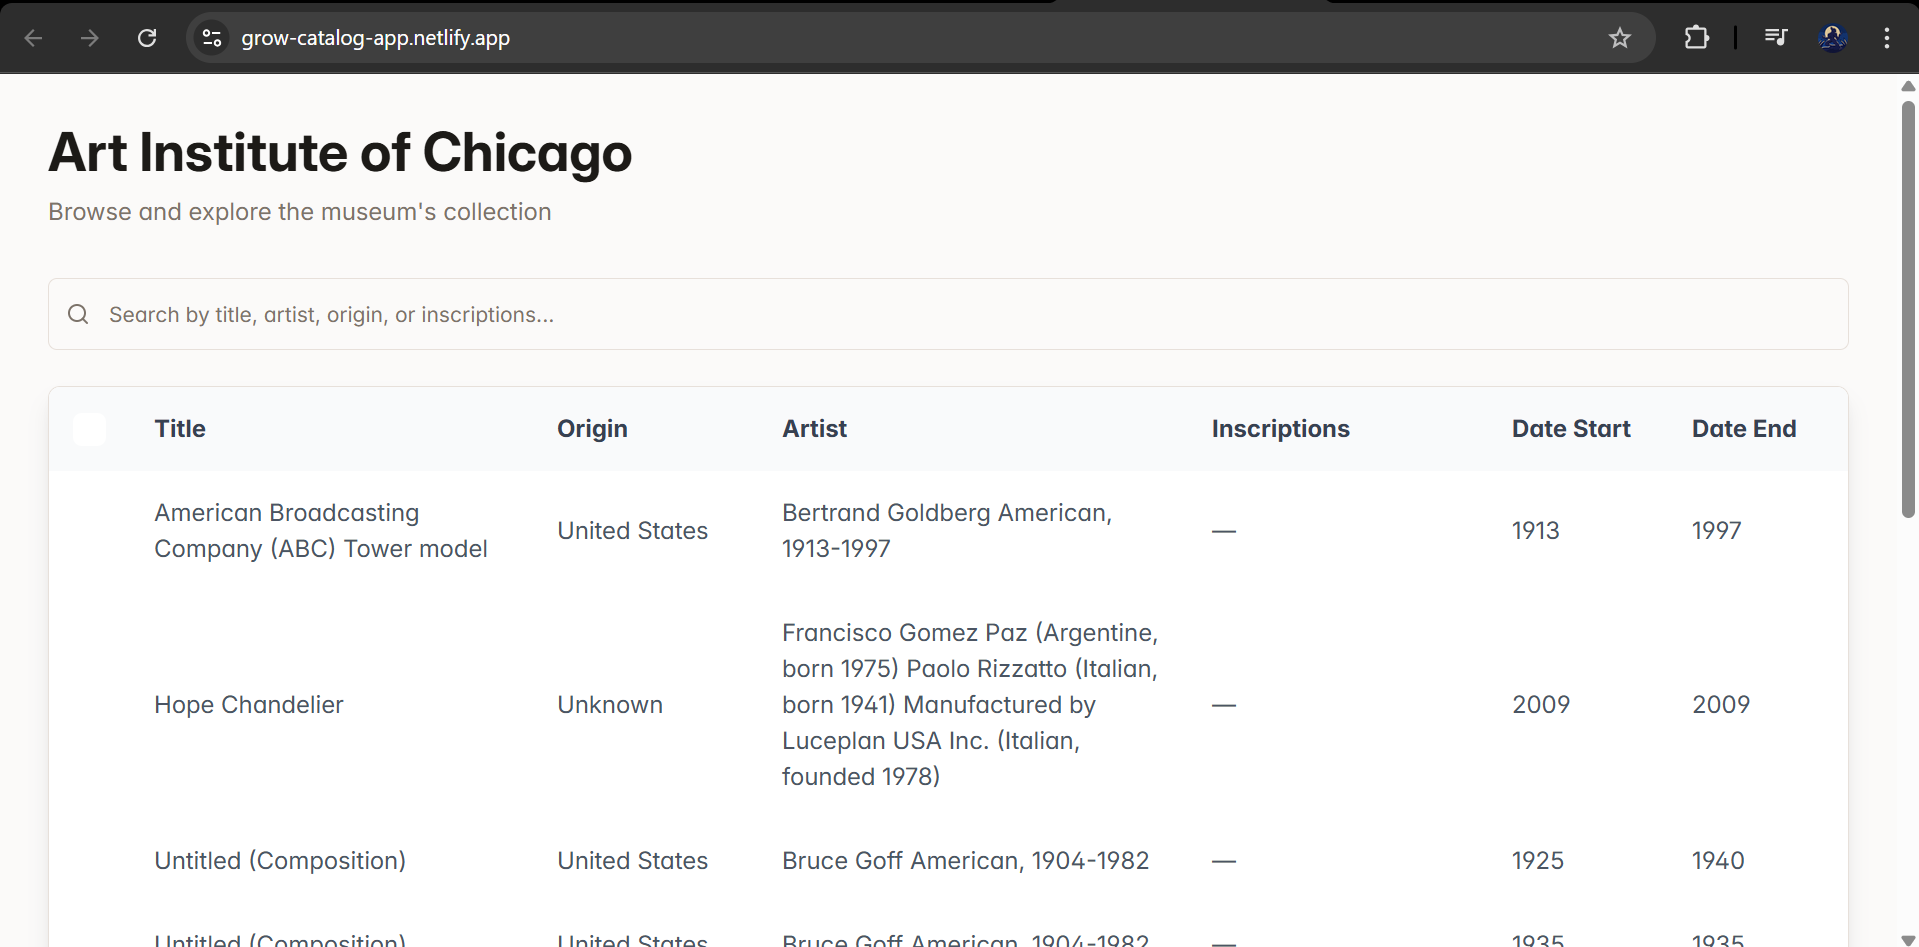 grow-catalog-app.netlify.app
Art Institute of Chicago
Browse and explore the museum's collection
Search by title, artist, origin, or inscriptions...
Title Origin Artist Inscriptions Date Start Date End
American Broadcasting
Company (ABC) Tower model
United States
Bertrand Goldberg American,
1913-1997
—
1913
1997
Hope Chandelier
Unknown
Francisco Gomez Paz (Argentine,
born 1975) Paolo Rizzatto (Italian,
born 1941) Manufactured by
Luceplan USA Inc. (Italian,
founded 1978)
—
2009
2009
Untitled (Composition) United States Bruce Goff American, 1904-1982 — 1925 1940
Untitled (Composition) United States Bruce Goff American, 1904-1982 — 1935 1935